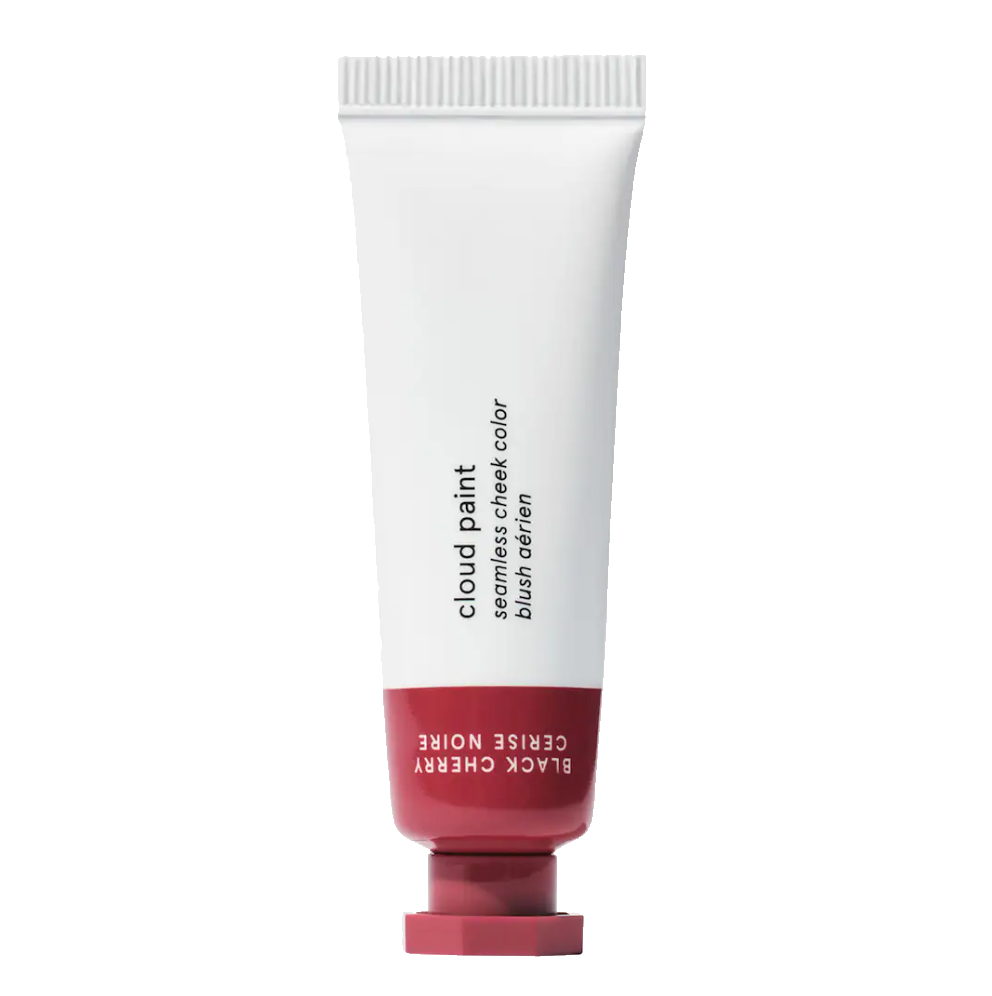 cloud paint
seamless cheek color
blush aérien
BLACK CHERRY
CERISE NOIRE